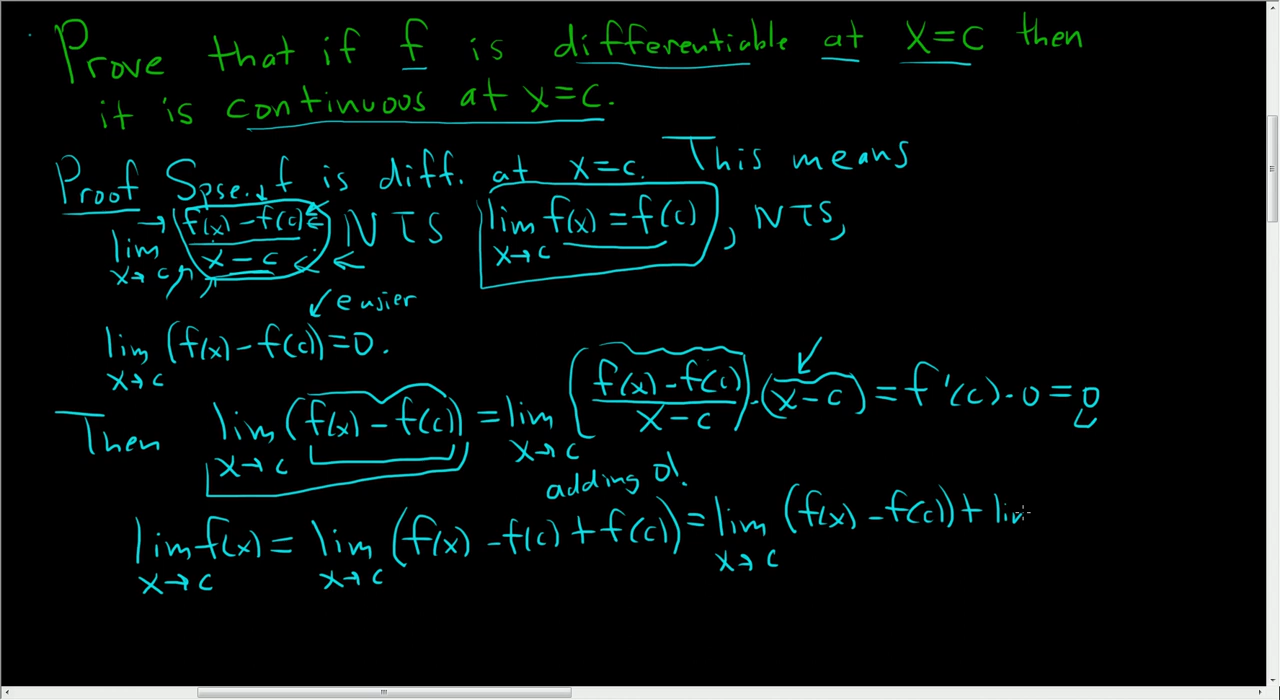 Prove that if f is differentiable at x=c then
it is continuous at x=c.
Proof Spse. f is diff. at x=c. This means
lim x→c (f(x)-f(c))/(x-c) NTS lim x→c f(x)=f(c), NTS,
easier
lim x→c (f(x)-f(c))=0.
Then lim x→c (f(x)-f(c)) = lim x→c (f(x)-f(c))/(x-c) · (x-c) = f'(c)·0=0
adding 0!
lim x→c f(x) = lim x→c (f(x)-f(c)+f(c)) = lim x→c (f(x)-f(c))+lim